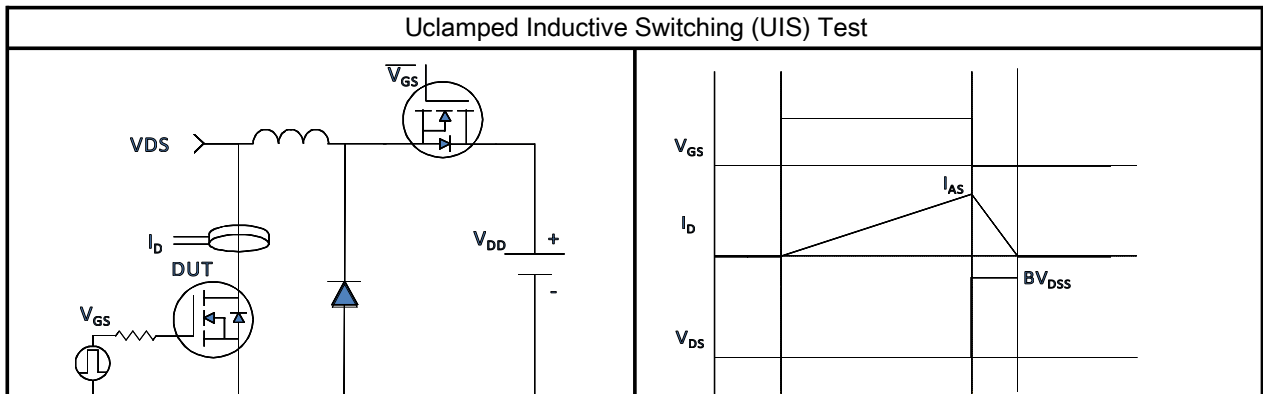 Uclamped Inductive Switching (UIS) Test
VGS
VDS
ID
VDD
+
-
DUT
VGS
VGS
IAS
ID
BVDSS
VDS